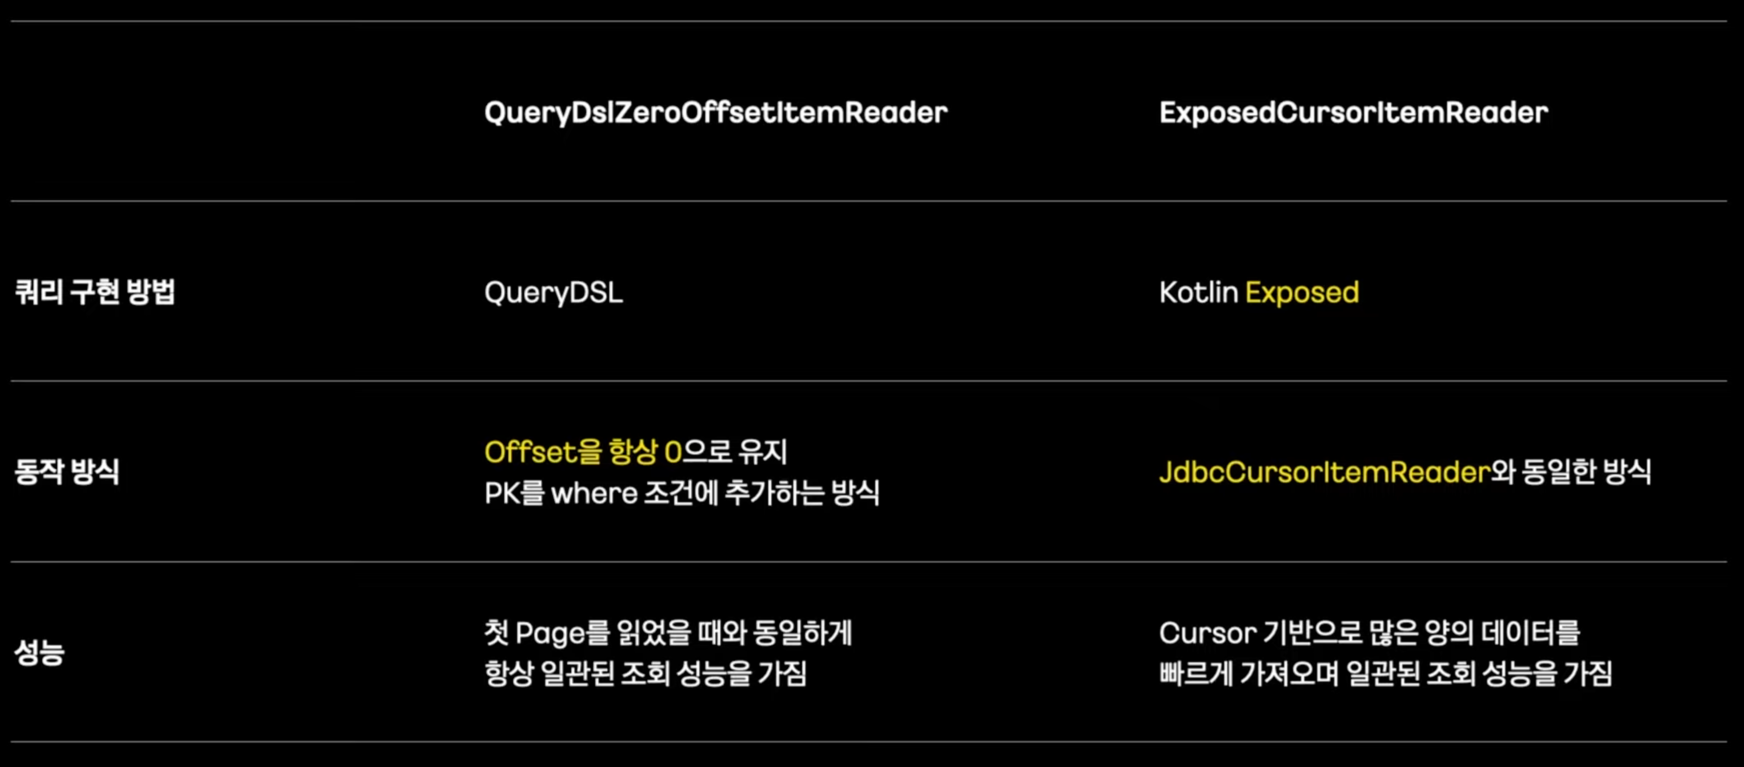 QueryDslZeroOffsetItemReader
ExposedCursorItemReader
쿼리 구현 방법
QueryDSL
Kotlin Exposed
동작 방식
Offset을 항상 0으로 유지
PK를 where 조건에 추가하는 방식
JdbcCursorItemReader와 동일한 방식
성능
첫 Page를 읽었을 때와 동일하게
항상 일관된 조회 성능을 가짐
Cursor 기반으로 많은 양의 데이터를
빠르게 가져오며 일관된 조회 성능을 가짐